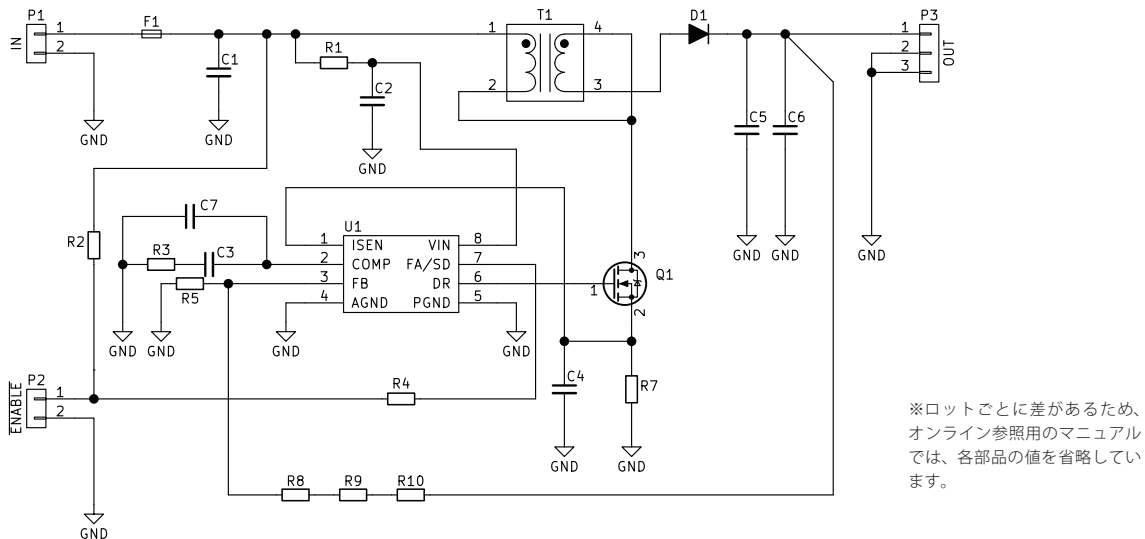 P1
IN
1
2
GND
F1
C1
GND
R1
C2
GND
T1
1
2
4
3
D1
C5
GND
C6
GND
P3
OUT
1
2
3
GND
R2
C7
R3
C3
R5
GND
GND
U1
1 ISEN
2 COMP
3 FB
4 AGND
VIN 8
FA/SD 7
DR 6
PGND 5
GND
GND
Q1
1
3
2
C4
GND
R7
GND
P2
ENABLE
1
2
GND
R4
R8
R9
R10
※ロットごとに差があるため、
オンライン参照用のマニュアル
では、各部品の値を省略してい
ます。